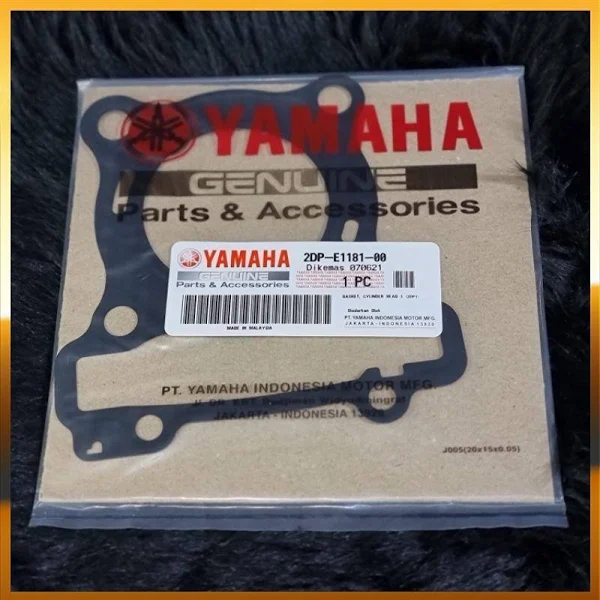 YAMAHA
GENUINE
Parts & Accessories
YAMAHA
GENUINE
Parts & Accessories
MADE IN MALAYSIA
2DP-E1181-00
Dikemas 070621
1 PC
GASKET, CYLINDER HEAD 1 (2DP)
PT. YAMAHA INDONESIA MOTOR MFG.
JAKARTA-INDONESIA 13920
PT. YAMAHA INDONESIA MOTOR MFG.
JAKARTA - INDONESIA 13920
J005(20x15x0.05)